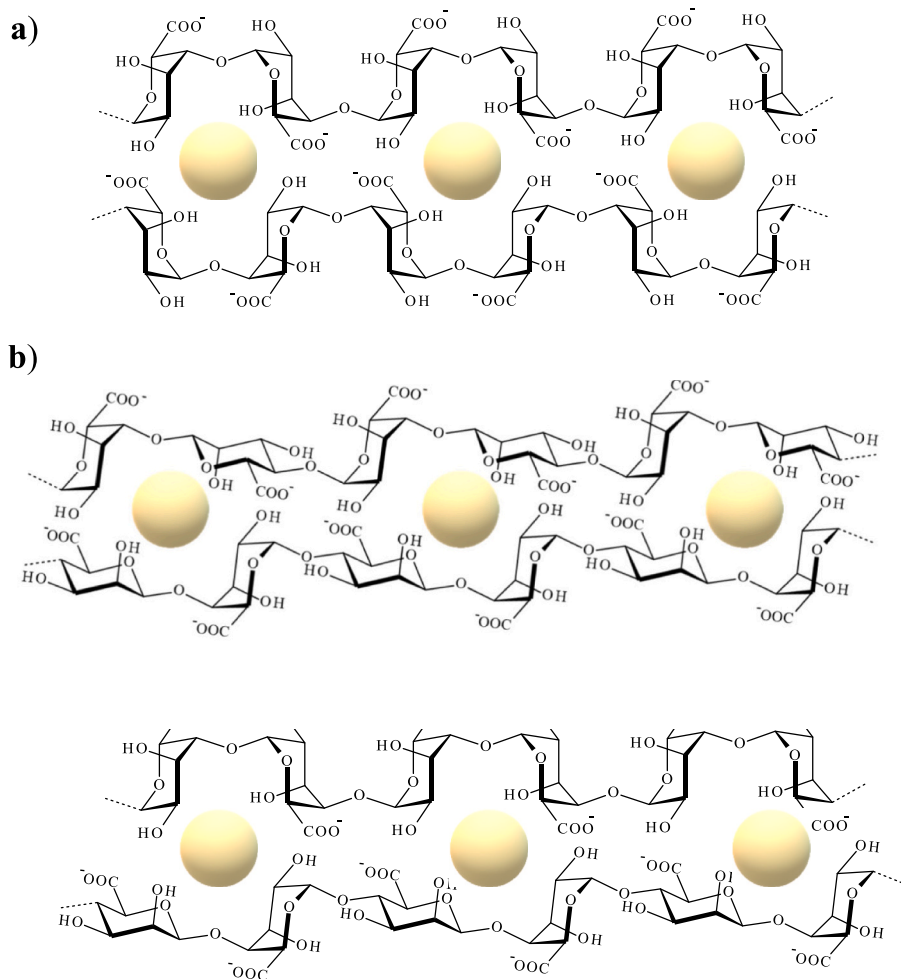 a)
COO⁻ HO COO⁻ HO COO⁻ HO
HO O HO O HO O
O O O
O O O
HO HO HO
O O
HO COO⁻ HO COO⁻ HO COO⁻
⁻OOC OH ⁻OOC OH ⁻OOC OH
O O
OH OH OH
O O O
O O O
O OH O OH O OH
OH ⁻OOC OH ⁻OOC OH ⁻OOC
b)
COO⁻ COO⁻ COO⁻
HO O OH HO O OH HO O OH
O O O O O O
O O
OH COO⁻ OH COO⁻ OH COO⁻
HO HO HO
⁻OOC HO ⁻OOC OH ⁻OOC OH
OH OH OH
O O O O O
O O O
HO HO HO
O OH O OH O OH
⁻OOC ⁻OOC ⁻OOC
HO O HO O HO O
O O O
O O O
HO HO HO
O O
HO COO⁻ HO COO⁻ HO COO⁻
OH OH OH
⁻OOC OH ⁻OOC ⁻OOC
O O
O O O O O O
HO HO HO
O OH O OH O OH
⁻OOC ⁻OOC ⁻OOC